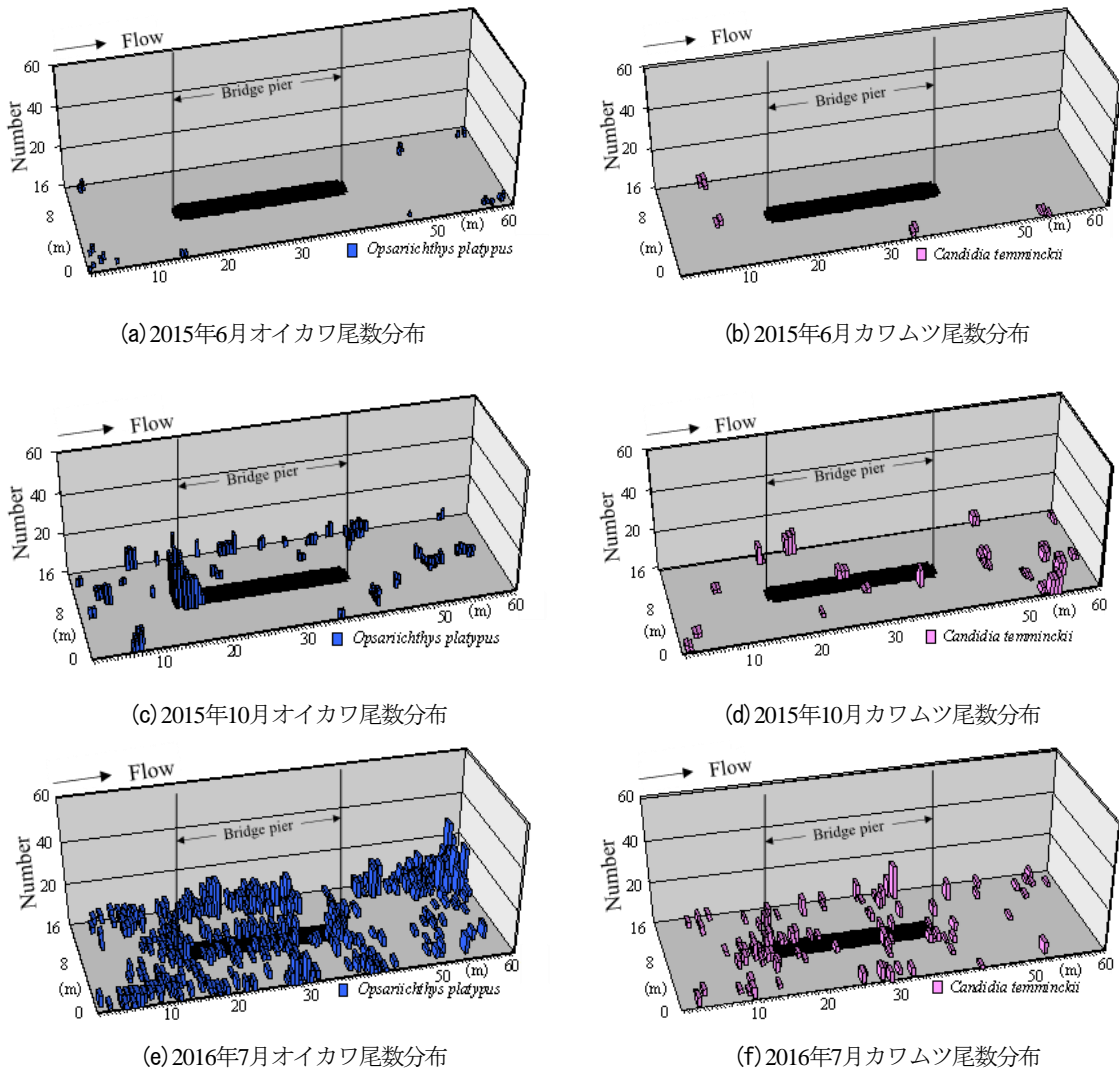 Flow
60
Bridge pier
40
Number
20
16
8
(m)
0
10
20
30
40
50
(m)
60
Opsariichthys platypus
(a) 2015年6月オイカワ尾数分布
Flow
60
Bridge pier
40
Number
20
16
8
(m)
0
10
20
30
40
50
(m)
60
Candidia temminckii
(b) 2015年6月カワムツ尾数分布
Flow
60
Bridge pier
40
Number
20
16
8
(m)
0
10
20
30
40
50
(m)
60
Opsariichthys platypus
(c) 2015年10月オイカワ尾数分布
Flow
60
Bridge pier
40
Number
20
16
8
(m)
0
10
20
30
40
50
(m)
60
Candidia temminckii
(d) 2015年10月カワムツ尾数分布
Flow
60
Bridge pier
40
Number
20
16
8
(m)
0
10
20
30
40
50
(m)
60
Opsariichthys platypus
(e) 2016年7月オイカワ尾数分布
Flow
60
Bridge pier
40
Number
20
16
8
(m)
0
10
20
30
40
50
(m)
60
Candidia temminckii
(f) 2016年7月カワムツ尾数分布